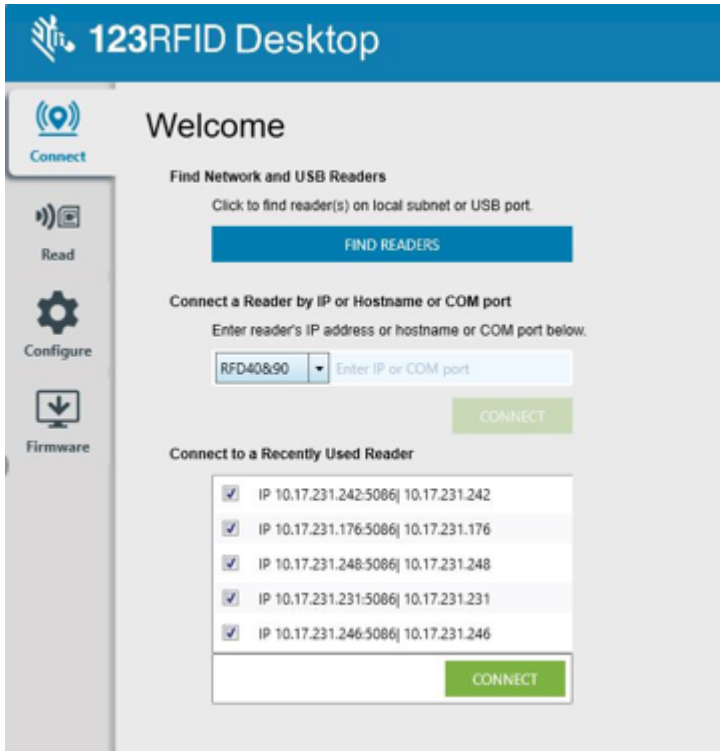 123RFID Desktop
Connect
Read
Configure
Firmware
Welcome
Find Network and USB Readers
Click to find reader(s) on local subnet or USB port.
FIND READERS
Connect a Reader by IP or Hostname or COM port
Enter reader's IP address or hostname or COM port below.
RFD40&90 Enter IP or COM port
CONNECT
Connect to a Recently Used Reader
IP 10.17.231.242:5086| 10.17.231.242
IP 10.17.231.176:5086| 10.17.231.176
IP 10.17.231.248:5086| 10.17.231.248
IP 10.17.231.231:5086| 10.17.231.231
IP 10.17.231.246:5086| 10.17.231.246
CONNECT